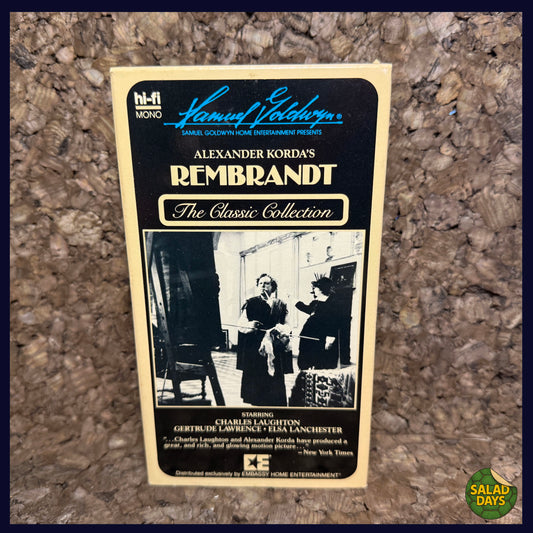 hi-fi
MONO
Samuel Goldwyn®
SAMUEL GOLDWYN HOME ENTERTAINMENT PRESENTS
ALEXANDER KORDA'S
REMBRANDT
The Classic Collection
STARRING
CHARLES LAUGHTON
GERTRUDE LAWRENCE • ELSA LANCHESTER
"...Charles Laughton and Alexander Korda have produced a
great, and rich, and glowing motion picture..."
– New York Times
Distributed exclusively by EMBASSY HOME ENTERTAINMENT®
SALAD
DAYS